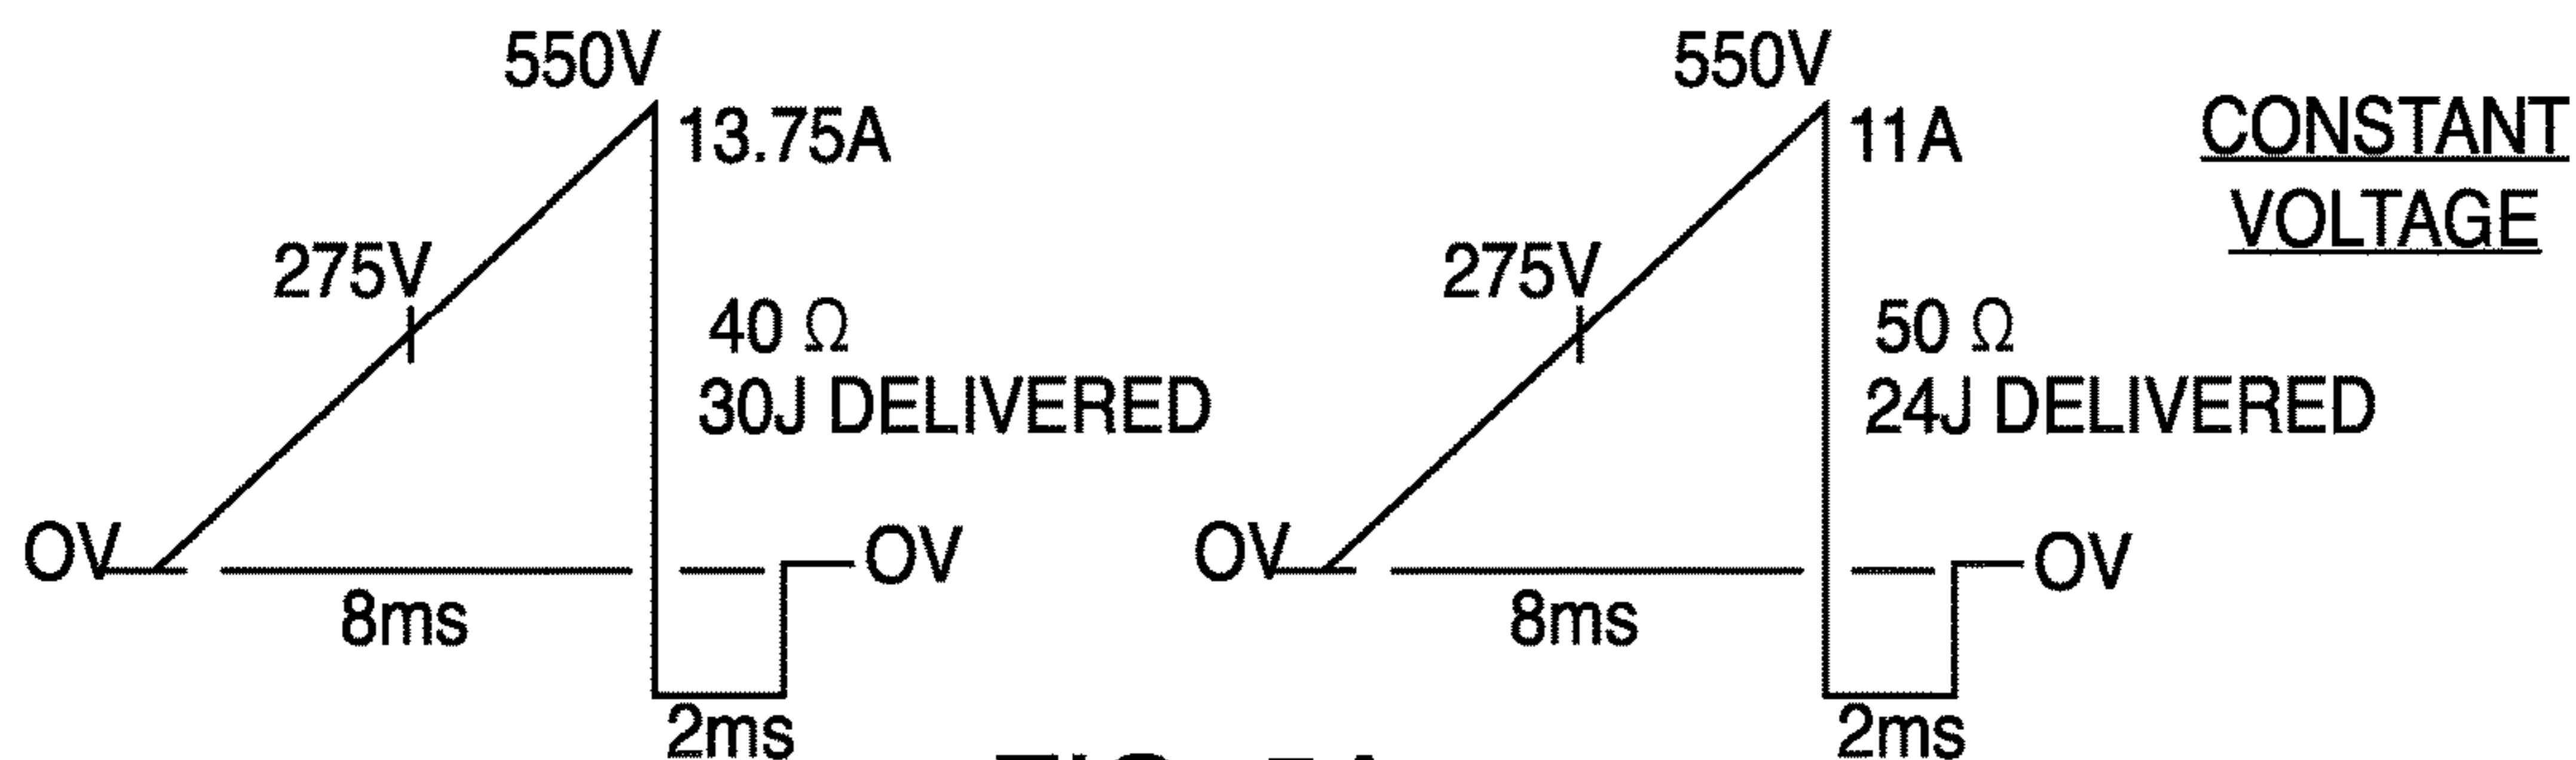 550V
13.75A
275V
40 Ω
30J DELIVERED
OV
OV
8ms
2ms
550V
11A
275V
50 Ω
24J DELIVERED
OV
OV
8ms
2ms
CONSTANT
VOLTAGE